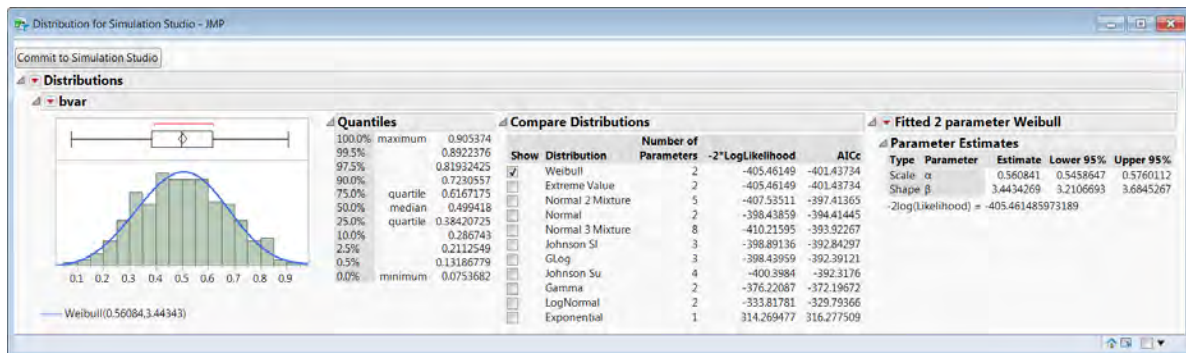 Distribution for Simulation Studio - JMP
Commit to Simulation Studio
Distributions
bvar
0.1 0.2 0.3 0.4 0.5 0.6 0.7 0.8 0.9
Weibull(0.56084,3.44343)
Quantiles
100.0% maximum 0.905374
99.5% 0.8922376
97.5% 0.81932425
90.0% 0.7230557
75.0% quartile 0.6167175
50.0% median 0.499418
25.0% quartile 0.38420725
10.0% 0.286743
2.5% 0.2112549
0.5% 0.13186779
0.0% minimum 0.0753682
Compare Distributions
Number of
Show Distribution Parameters -2*LogLikelihood AICc
Weibull 2 -405.46149 -401.43734
Extreme Value 2 -405.46149 -401.43734
Normal 2 Mixture 5 -407.53511 -397.41365
Normal 2 -398.43859 -394.41445
Normal 3 Mixture 8 -410.21595 -393.92267
Johnson Sl 3 -398.89136 -392.84297
GLog 3 -398.43959 -392.39121
Johnson Su 4 -400.3984 -392.3176
Gamma 2 -376.22087 -372.19672
LogNormal 2 -333.81781 -329.79366
Exponential 1 314.269477 316.277509
Fitted 2 parameter Weibull
Parameter Estimates
Type Parameter Estimate Lower 95% Upper 95%
Scale α 0.560841 0.5458647 0.5760112
Shape β 3.4434269 3.2106693 3.6845267
-2log(Likelihood) = -405.461485973189